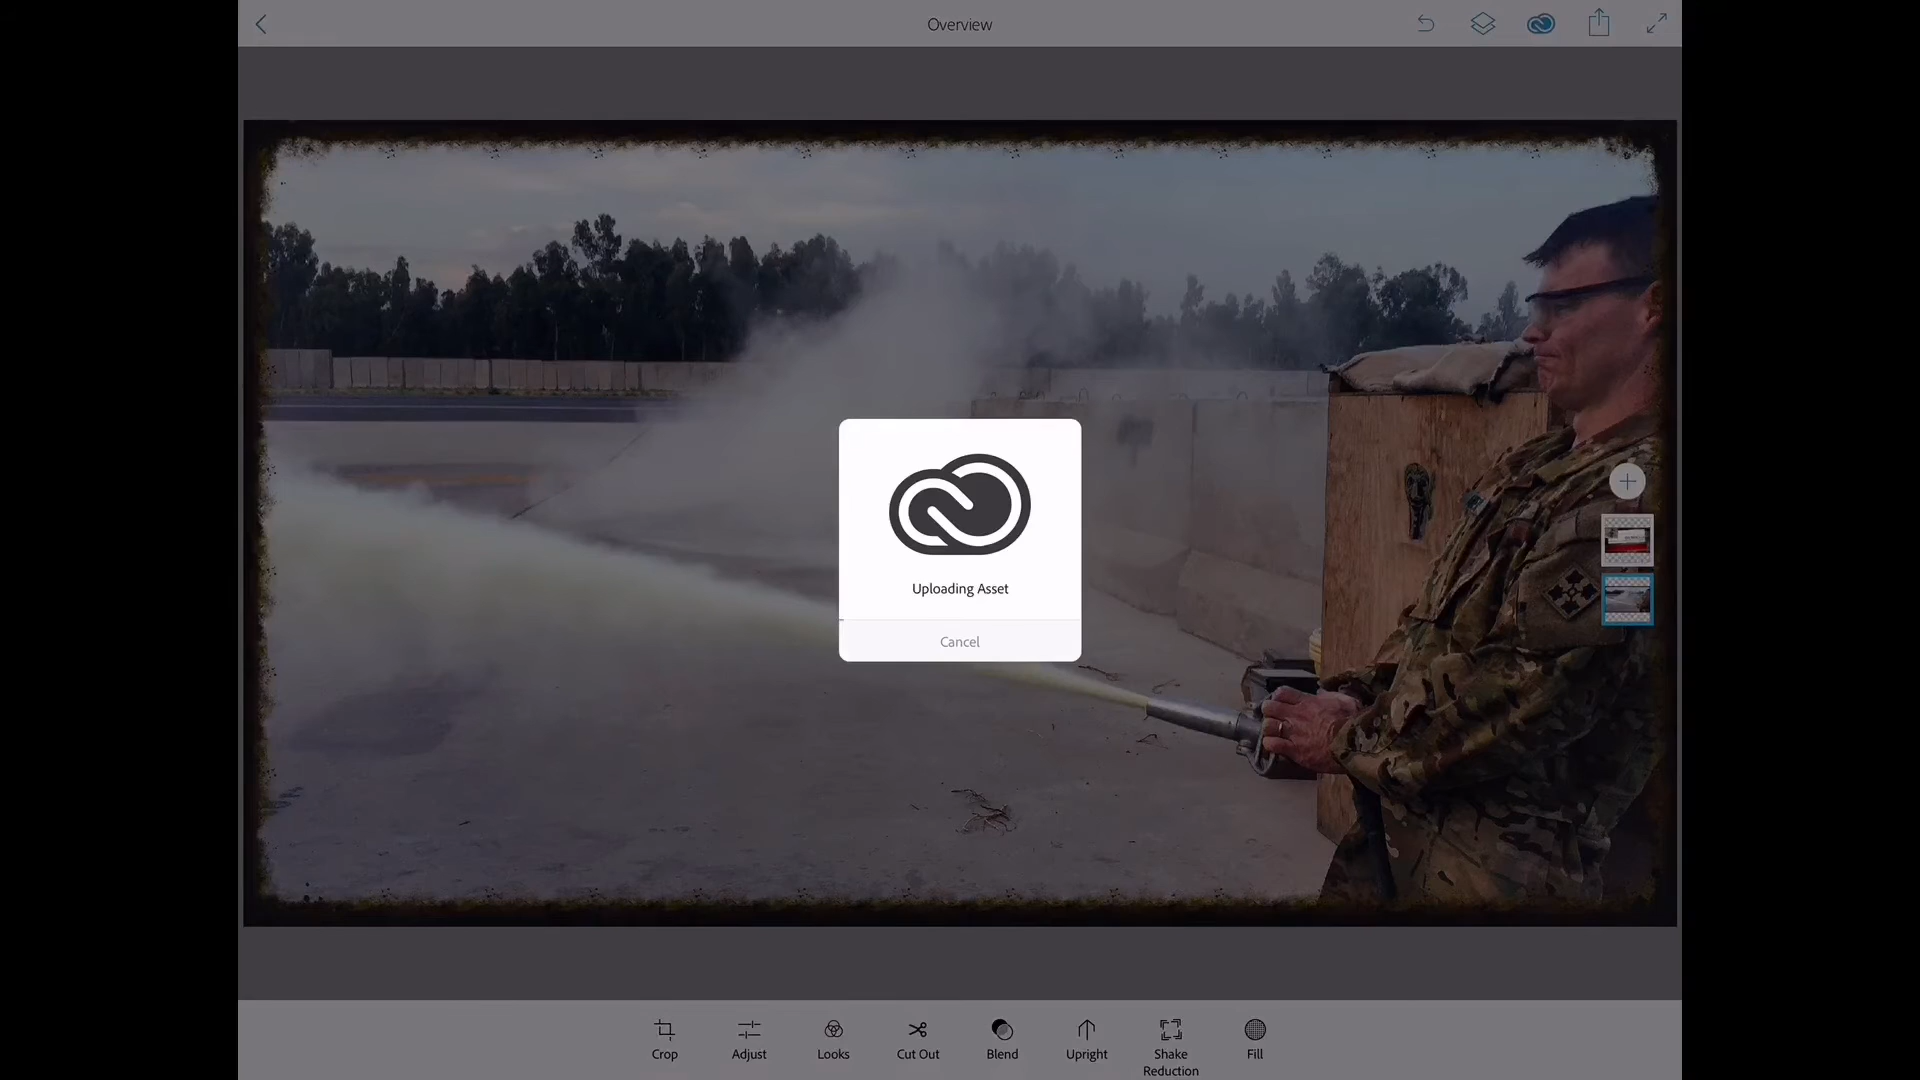 Overview
Uploading Asset
Cancel
Crop
Adjust
Looks
Cut Out
Blend
Upright
Shake
Reduction
Fill